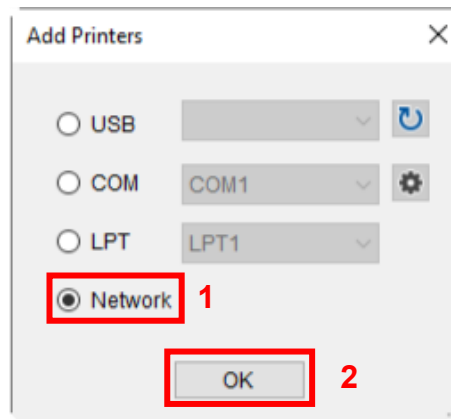 Add Printers
USB
COM COM1
LPT LPT1
Network 1
OK 2